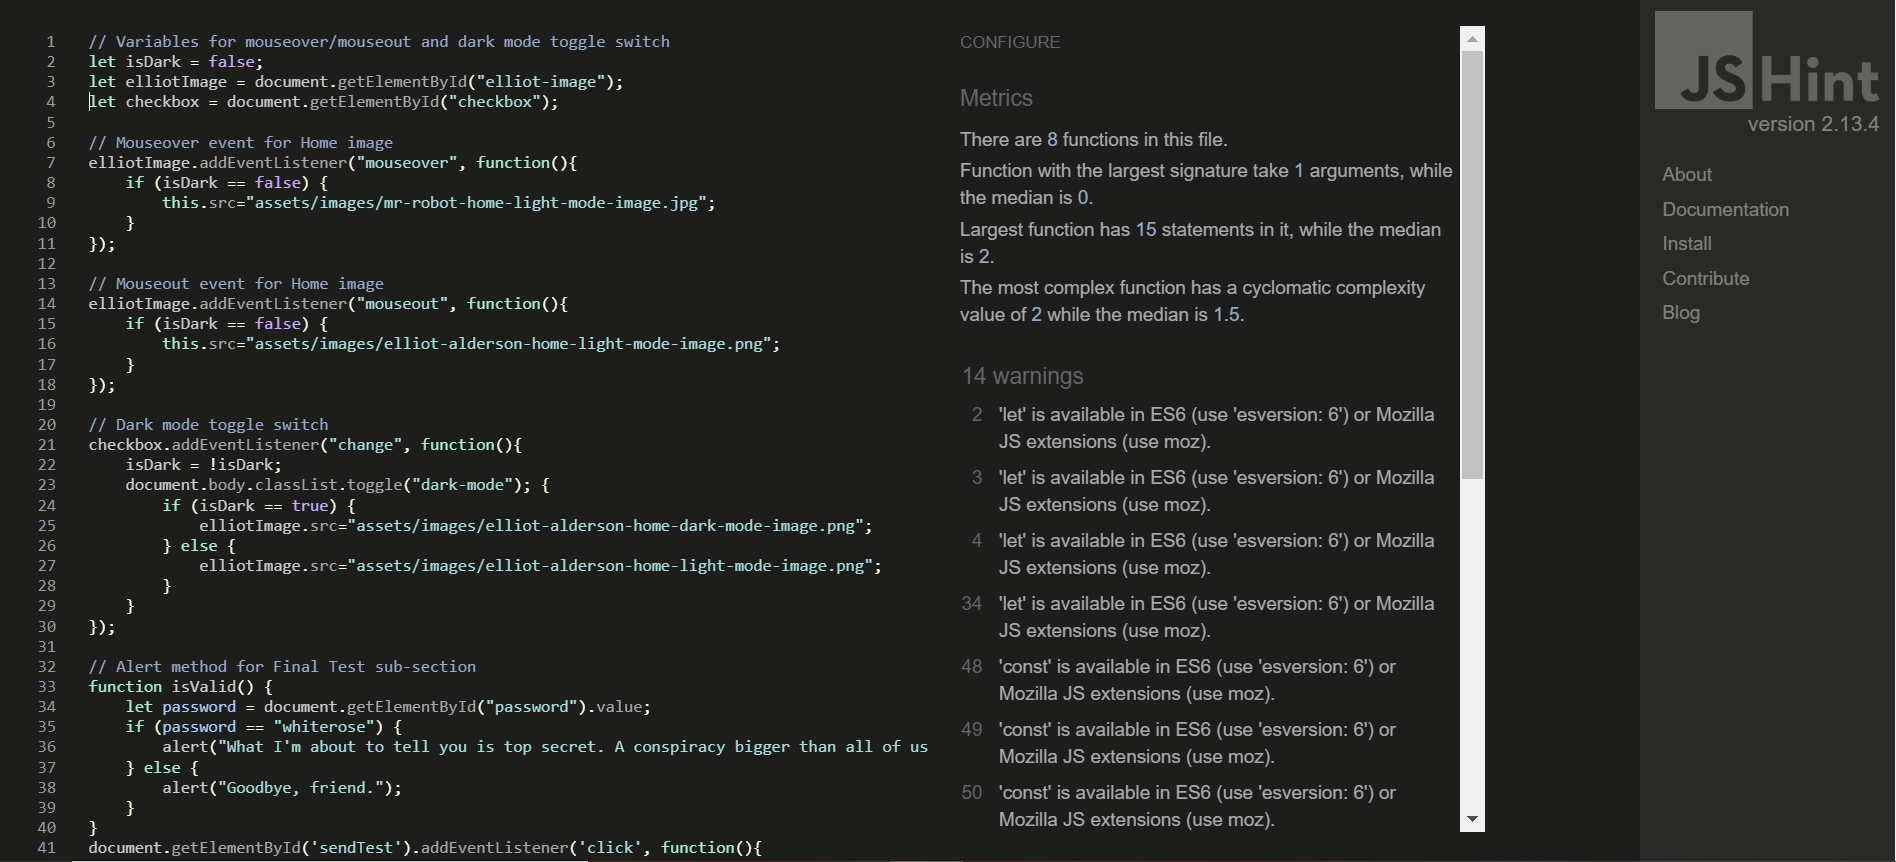 1 // Variables for mouseover/mouseout and dark mode toggle switch
2 let isDark = false;
3 let elliotImage = document.getElementById("elliot-image");
4 let checkbox = document.getElementById("checkbox");
5
6 // Mouseover event for Home image
7 elliotImage.addEventListener("mouseover", function(){
8 if (isDark == false) {
9 this.src="assets/images/mr-robot-home-light-mode-image.jpg";
10 }
11 });
12
13 // Mouseout event for Home image
14 elliotImage.addEventListener("mouseout", function(){
15 if (isDark == false) {
16 this.src="assets/images/elliot-alderson-home-light-mode-image.png";
17 }
18 });
19
20 // Dark mode toggle switch
21 checkbox.addEventListener("change", function(){
22 isDark = !isDark;
23 document.body.classList.toggle("dark-mode"); {
24 if (isDark == true) {
25 elliotImage.src="assets/images/elliot-alderson-home-dark-mode-image.png";
26 } else {
27 elliotImage.src="assets/images/elliot-alderson-home-light-mode-image.png";
28 }
29 }
30 });
31
32 // Alert method for Final Test sub-section
33 function isValid() {
34 let password = document.getElementById("password").value;
35 if (password == "whiterose") {
36 alert("What I'm about to tell you is top secret. A conspiracy bigger than all of us
37 } else {
38 alert("Goodbye, friend.");
39 }
40 }
41 document.getElementById('sendTest').addEventListener('click', function(){
CONFIGURE
Metrics
There are 8 functions in this file.
Function with the largest signature take 1 arguments, while
the median is 0.
Largest function has 15 statements in it, while the median
is 2.
The most complex function has a cyclomatic complexity
value of 2 while the median is 1.5.
14 warnings
2 'let' is available in ES6 (use 'esversion: 6') or Mozilla
JS extensions (use moz).
3 'let' is available in ES6 (use 'esversion: 6') or Mozilla
JS extensions (use moz).
4 'let' is available in ES6 (use 'esversion: 6') or Mozilla
JS extensions (use moz).
34 'let' is available in ES6 (use 'esversion: 6') or Mozilla
JS extensions (use moz).
48 'const' is available in ES6 (use 'esversion: 6') or
Mozilla JS extensions (use moz).
49 'const' is available in ES6 (use 'esversion: 6') or
Mozilla JS extensions (use moz).
50 'const' is available in ES6 (use 'esversion: 6') or
Mozilla JS extensions (use moz).
JSHint
version 2.13.4
About
Documentation
Install
Contribute
Blog